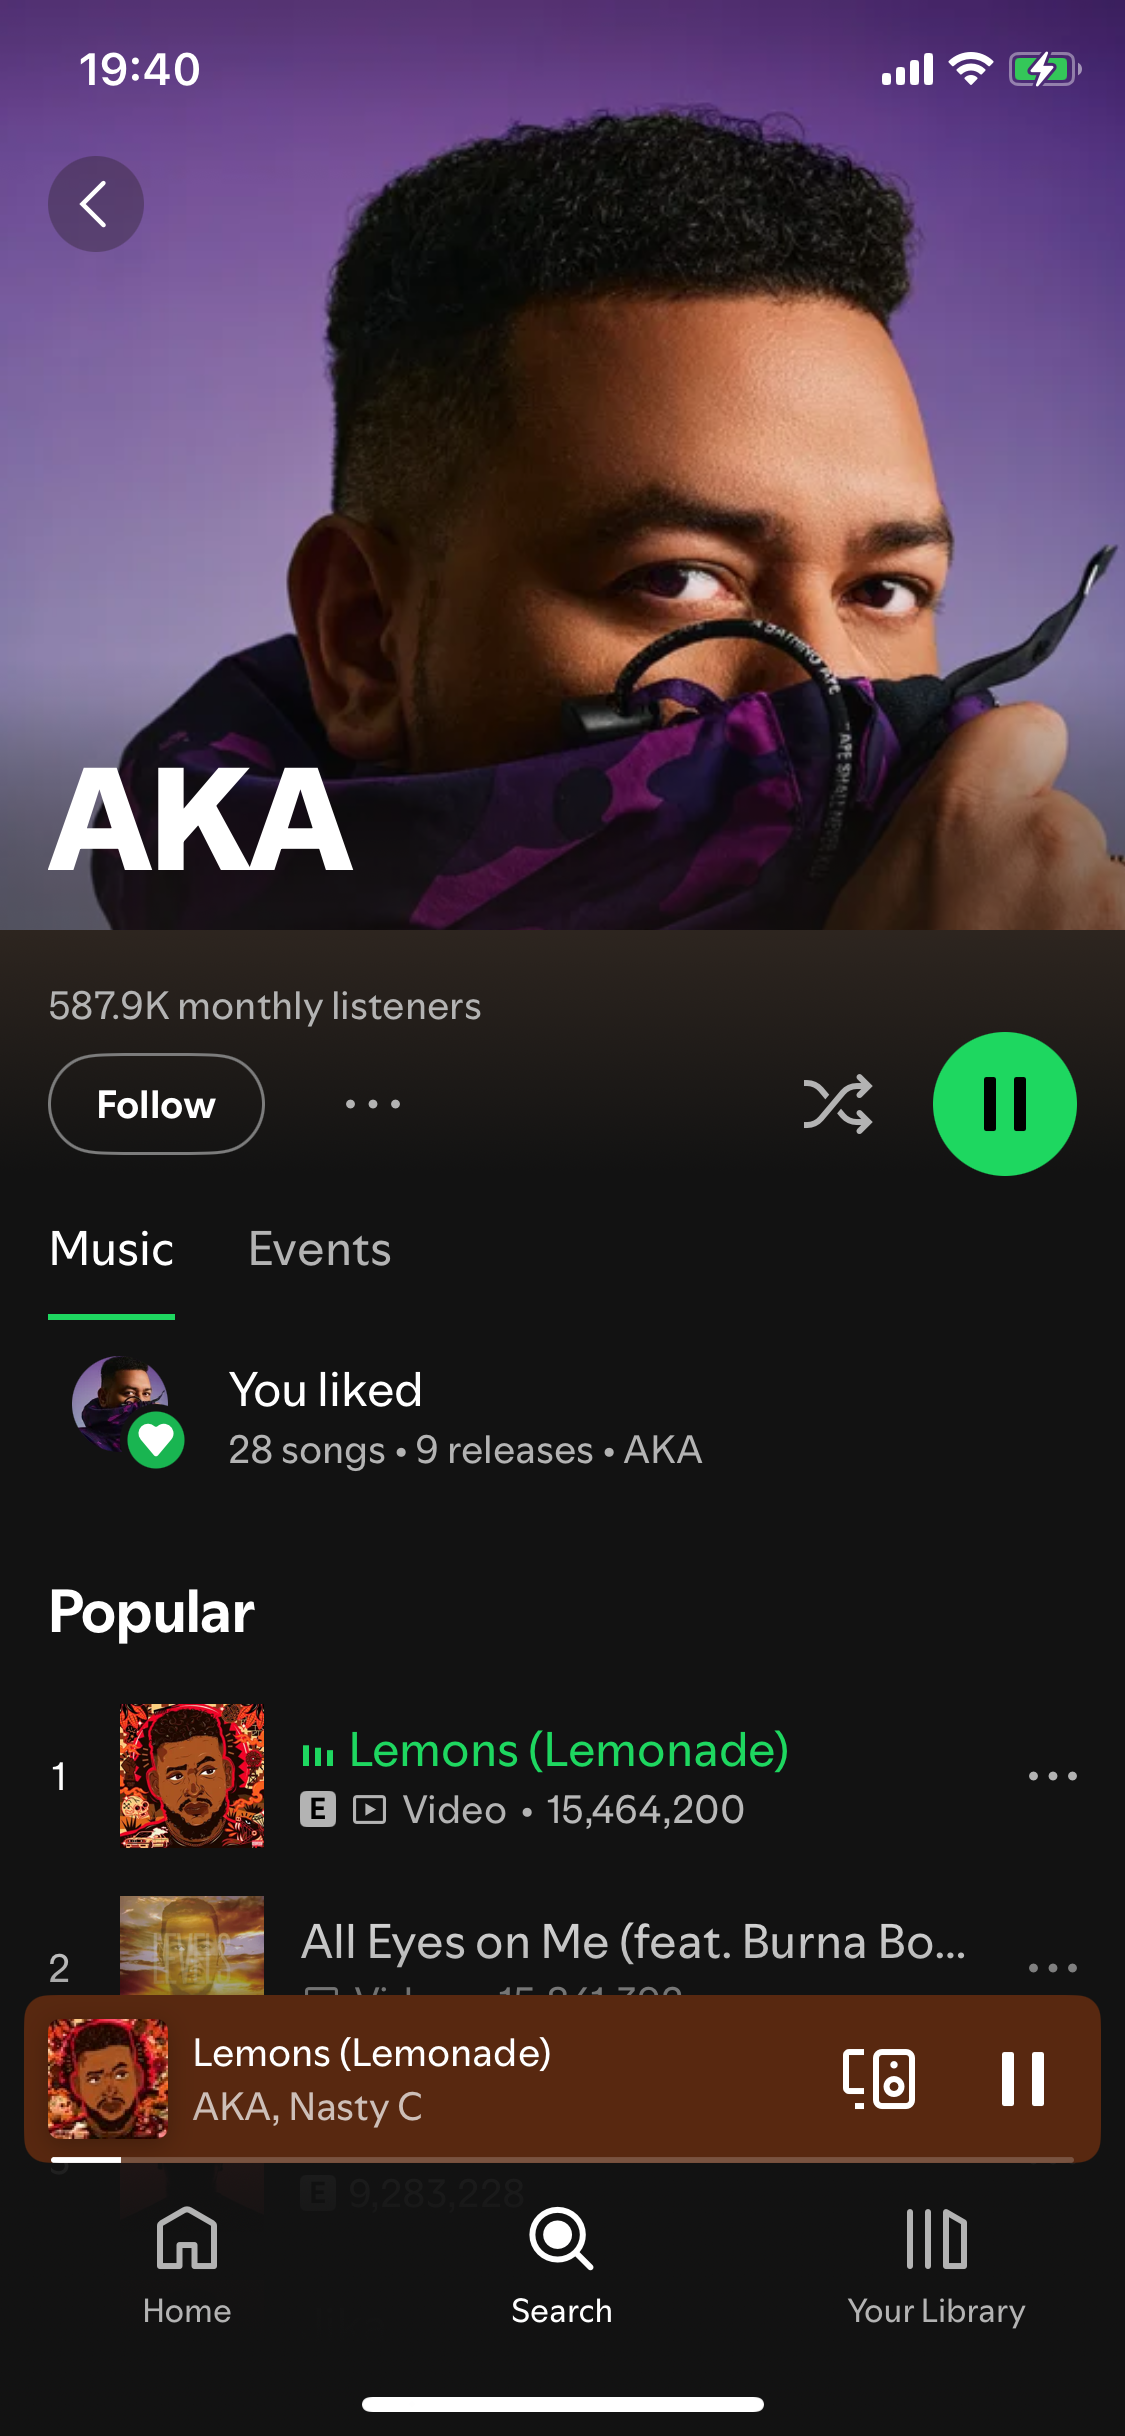 19:40
A BATHING APE
AKA
587.9K monthly listeners
Follow
Music
Events
You liked
28 songs • 9 releases • AKA
Popular
1
Lemons (Lemonade)
E Video • 15,464,200
2
All Eyes on Me (feat. Burna Bo...
Lemons (Lemonade)
AKA, Nasty C
E 9,283,228
Home
Search
Your Library